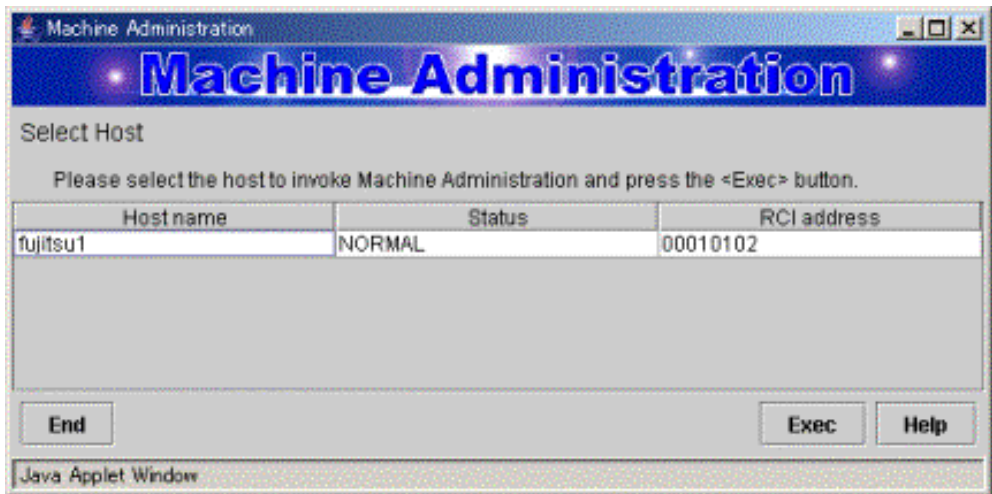 Machine Administration
Machine Administration
Select Host
Please select the host to invoke Machine Administration and press the <Exec> button.
Host name Status RCI address
fujitsu1 NORMAL 00010102
End Exec Help
Java Applet Window